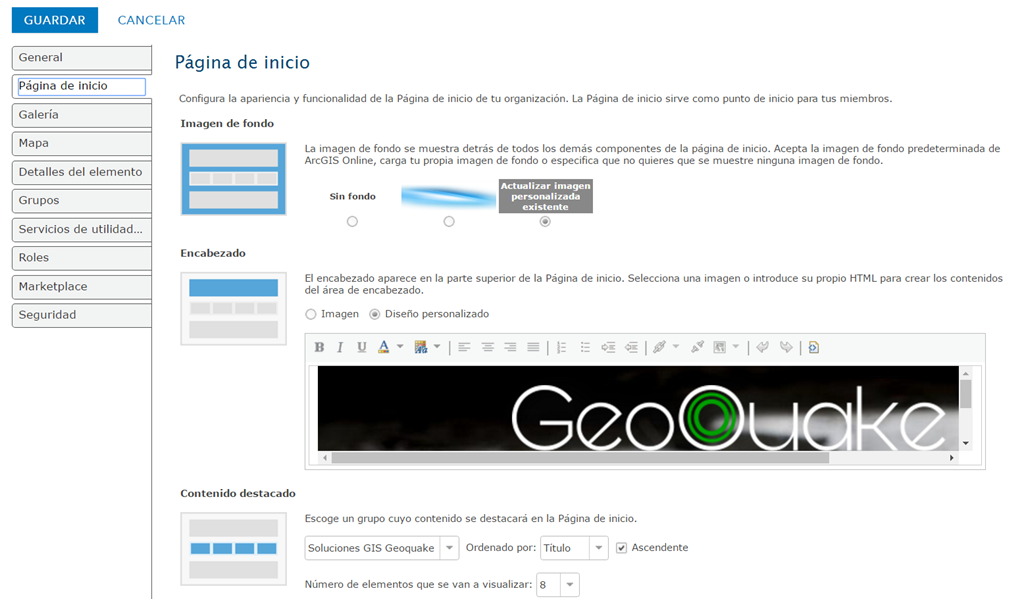 GUARDAR CANCELAR
General
Página de inicio
Galería
Mapa
Detalles del elemento
Grupos
Servicios de utilidad...
Roles
Marketplace
Seguridad
Página de inicio
Configura la apariencia y funcionalidad de la Página de inicio de tu organización. La Página de inicio sirve como punto de inicio para tus miembros.
Imagen de fondo
La imagen de fondo se muestra detrás de todos los demás componentes de la página de inicio. Acepta la imagen de fondo predeterminada de
ArcGIS Online, carga tu propia imagen de fondo o especifica que no quieres que se muestre ninguna imagen de fondo.
Sin fondo
Actualizar imagen
personalizada
existente
Encabezado
El encabezado aparece en la parte superior de la Página de inicio. Selecciona una imagen o introduce su propio HTML para crear los contenidos
del área de encabezado.
Imagen Diseño personalizado
B I U A
GeoQuake
Contenido destacado
Escoge un grupo cuyo contenido se destacará en la Página de inicio.
Soluciones GIS Geoquake Ordenado por: Título Ascendente
Número de elementos que se van a visualizar: 8